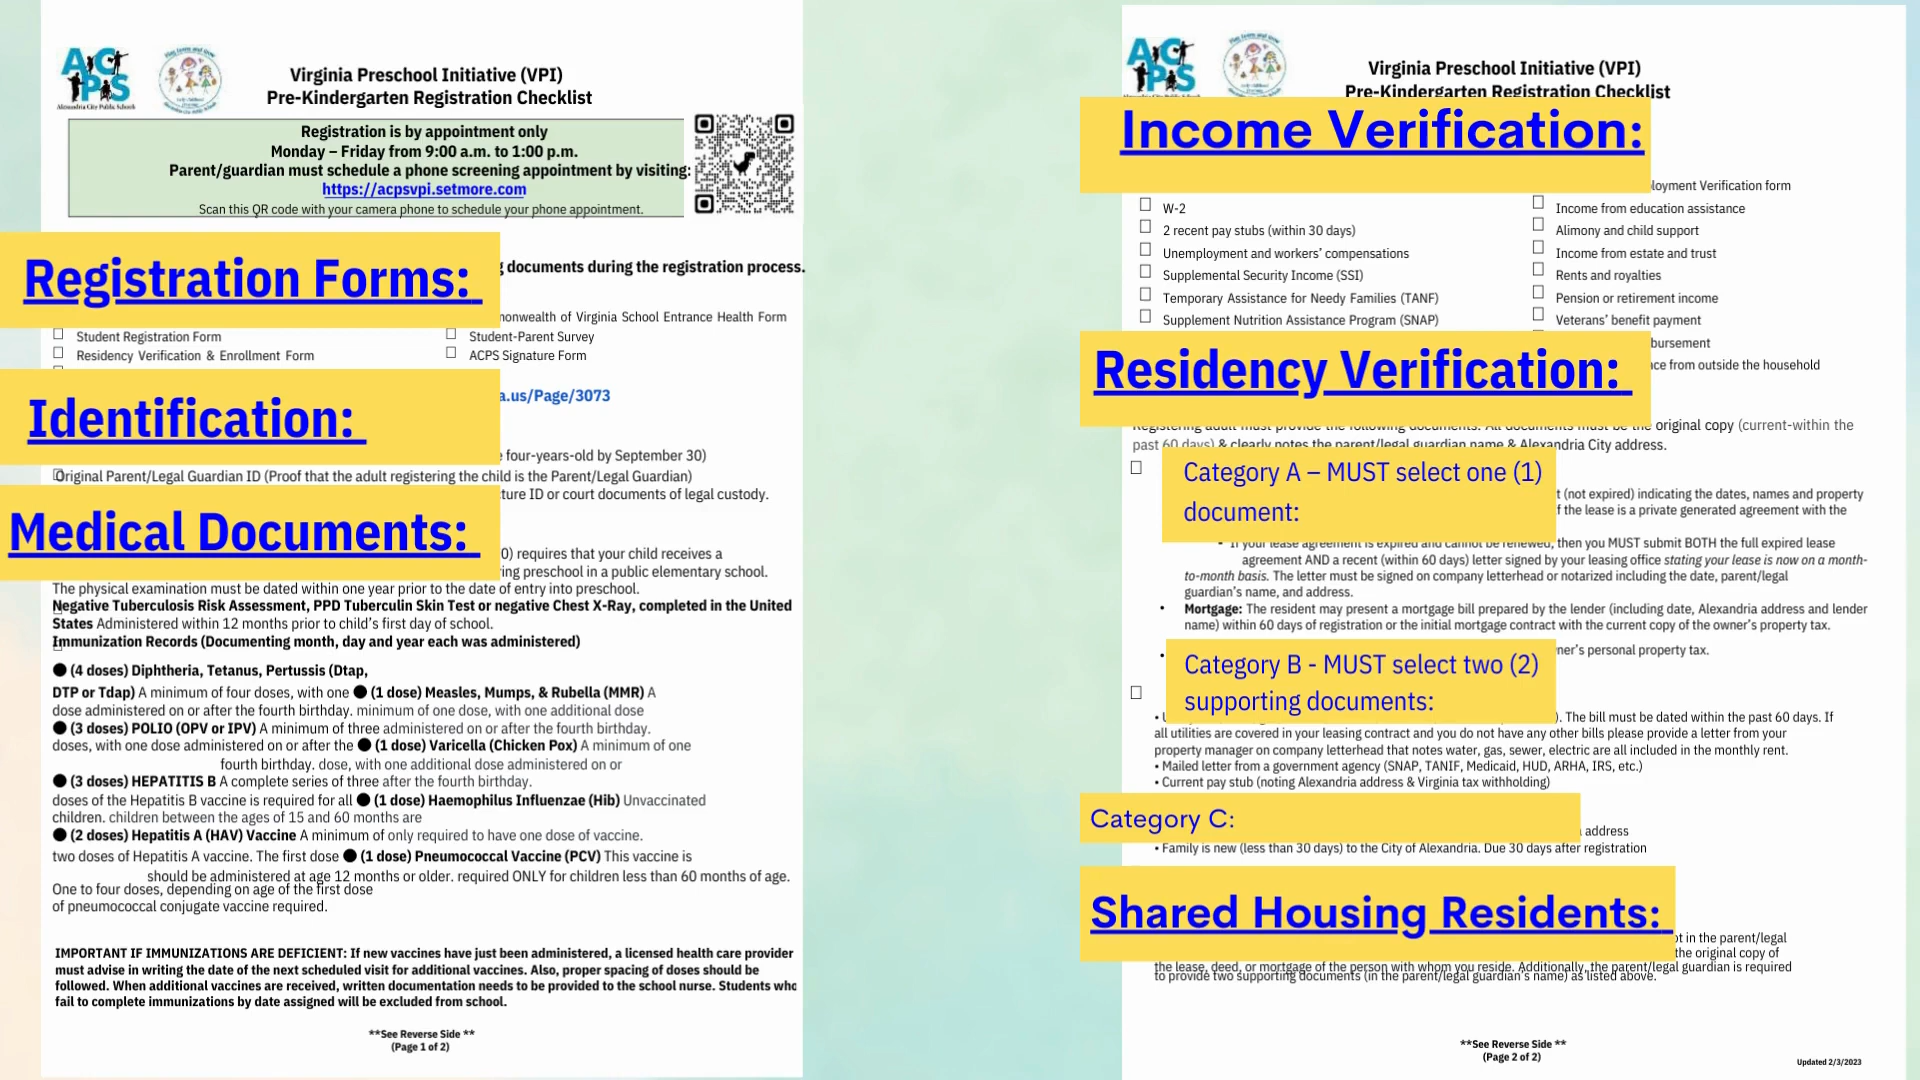 Virginia Preschool Initiative (VPI)
Pre-Kindergarten Registration Checklist
Alexandria City Public Schools
Registration is by appointment only
Monday – Friday from 9:00 a.m. to 1:00 p.m.
Parent/guardian must schedule a phone screening appointment by visiting:
https://acpsvpi.setmore.com
Scan this QR code with your camera phone to schedule your phone appointment.
Registration Forms:
documents during the registration process.
Virginia School Entrance Health Form
Student Registration Form
Student-Parent Survey
Residency Verification & Enrollment Form
ACPS Signature Form
Identification:
a.us/Page/3073
four-years-old by September 30)
Original Parent/Legal Guardian ID (Proof that the adult registering the child is the Parent/Legal Guardian)
ID or court documents of legal custody.
Medical Documents:
requires that your child receives a
preschool in a public elementary school.
The physical examination must be dated within one year prior to the date of entry into preschool.
Negative Tuberculosis Risk Assessment, PPD Tuberculin Skin Test or negative Chest X-Ray, completed in the United
States Administered within 12 months prior to child’s first day of school.
Immunization Records (Documenting month, day and year each was administered)
● (4 doses) Diphtheria, Tetanus, Pertussis (Dtap,
DTP or Tdap) A minimum of four doses, with one ● (1 dose) Measles, Mumps, & Rubella (MMR) A
dose administered on or after the fourth birthday. minimum of one dose, with one additional dose
● (3 doses) POLIO (OPV or IPV) A minimum of three administered on or after the fourth birthday.
doses, with one dose administered on or after the ● (1 dose) Varicella (Chicken Pox) A minimum of one
fourth birthday. dose, with one additional dose administered on or
● (3 doses) HEPATITIS B A complete series of three after the fourth birthday.
doses of the Hepatitis B vaccine is required for all ● (1 dose) Haemophilus Influenzae (Hib) Unvaccinated
children. children between the ages of 15 and 60 months are
● (2 doses) Hepatitis A (HAV) Vaccine A minimum of only required to have one dose of vaccine.
two doses of Hepatitis A vaccine. The first dose ● (1 dose) Pneumococcal Vaccine (PCV) This vaccine is
should be administered at age 12 months or older. required ONLY for children less than 60 months of age.
One to four doses, depending on age of the first dose
of pneumococcal conjugate vaccine required.
IMPORTANT IF IMMUNIZATIONS ARE DEFICIENT: If new vaccines have just been administered, a licensed health care provider
must advise in writing the date of the next scheduled visit for additional vaccines. Also, proper spacing of doses should be
followed. When additional vaccines are received, written documentation needs to be provided to the school nurse. Students who
fail to complete immunizations by date assigned will be excluded from school.
**See Reverse Side **
(Page 1 of 2)
Virginia Preschool Initiative (VPI)
Pre-Kindergarten Registration Checklist
Income Verification:
Verification form
W-2
Income from education assistance
2 recent pay stubs (within 30 days)
Alimony and child support
Unemployment and workers’ compensations
Income from estate and trust
Supplemental Security Income (SSI)
Rents and royalties
Temporary Assistance for Needy Families (TANF)
Pension or retirement income
Supplement Nutrition Assistance Program (SNAP)
Veterans’ benefit payment
from outside the household
Residency Verification:
Registering adult must provide the following documents. All documents must be the original copy (current-within the
past 60 days) & clearly notes the parent/legal guardian name & Alexandria City address.
Category A – MUST select one (1)
document:
(not expired) indicating the dates, names and property
if the lease is a private generated agreement with the
• If your lease agreement is expired and cannot be renewed, then you MUST submit BOTH the full expired lease
agreement AND a recent (within 60 days) letter signed by your leasing office stating your lease is now on a month-
to-month basis. The letter must be signed on company letterhead or notarized including the date, parent/legal
guardian’s name, and address.
• Mortgage: The resident may present a mortgage bill prepared by the lender (including date, Alexandria address and lender
name) within 60 days of registration or the initial mortgage contract with the current copy of the owner’s property tax.
personal property tax.
Category B - MUST select two (2)
supporting documents:
The bill must be dated within the past 60 days. If
all utilities are covered in your leasing contract and you do not have any other bills please provide a letter from your
property manager on company letterhead that notes water, gas, sewer, electric are all included in the monthly rent.
• Mailed letter from a government agency (SNAP, TANIF, Medicaid, HUD, ARHA, IRS, etc.)
• Current pay stub (noting Alexandria address & Virginia tax withholding)
Category C:
address
• Family is new (less than 30 days) to the City of Alexandria. Due 30 days after registration
Shared Housing Residents:
in the parent/legal
the original copy of
the lease, deed, or mortgage of the person with whom you reside. Additionally, the parent/legal guardian is required
to provide two supporting documents (in the parent/legal guardian’s name) as listed above.
**See Reverse Side **
(Page 2 of 2)
Updated 2/3/2023